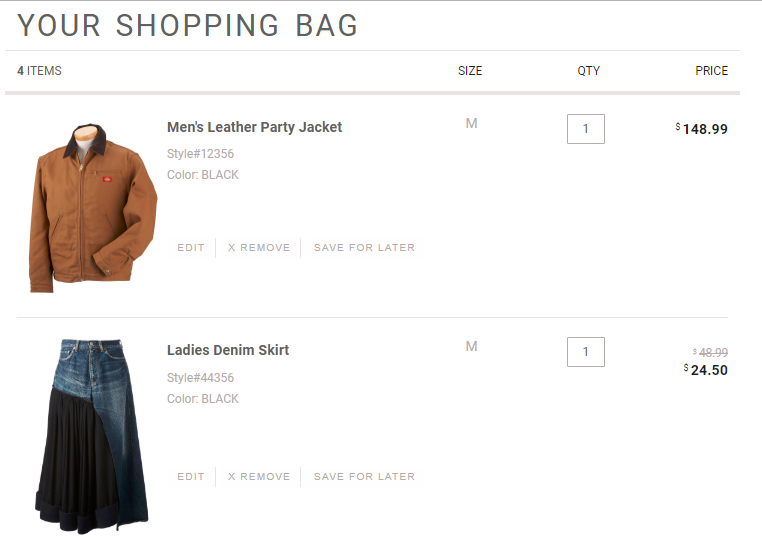 YOUR SHOPPING BAG
4 ITEMS SIZE QTY PRICE
Men's Leather Party Jacket M 1 $148.99
Style#12356
Color: BLACK
EDIT X REMOVE SAVE FOR LATER
Ladies Denim Skirt M 1 $48.99
$24.50
Style#44356
Color: BLACK
EDIT X REMOVE SAVE FOR LATER